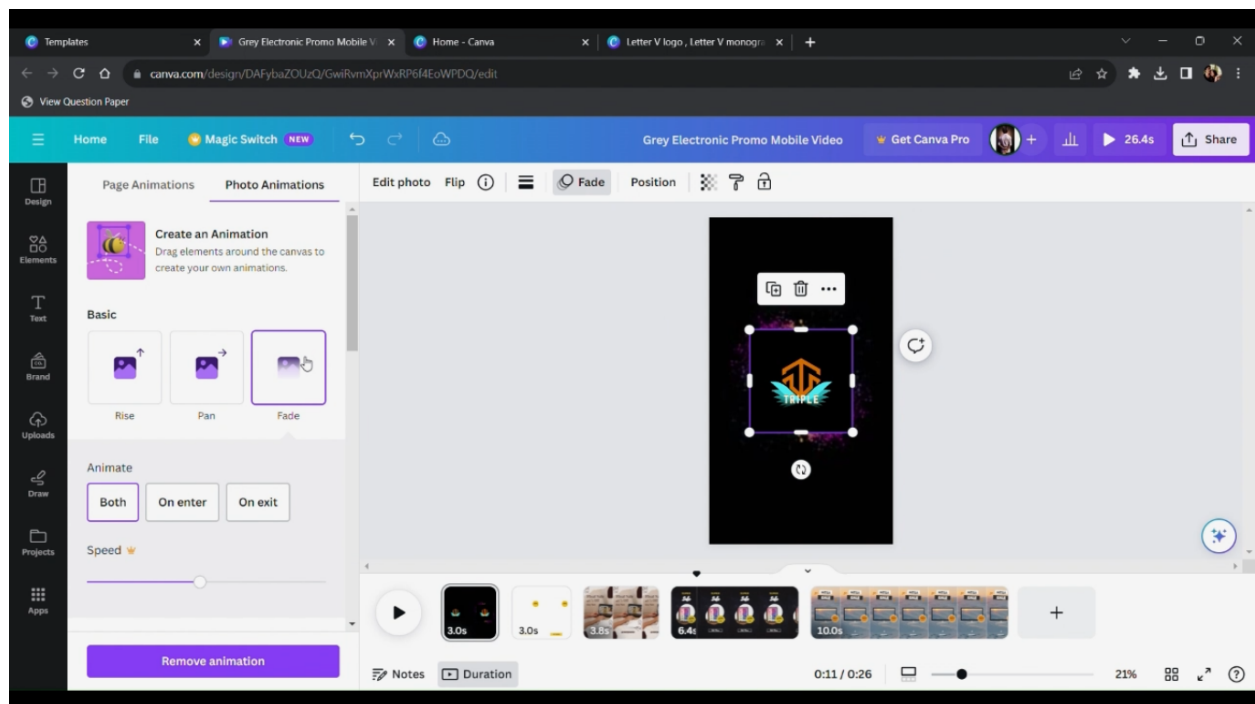 Templates
Grey Electronic Promo Mobile V
Home - Canva
Letter V logo , Letter V monogra
canva.com/design/DAFybaZOUzQ/GwiRvmXprWxRP6f4EoWPDQ/edit
View Question Paper
Home File Magic Switch NEW Grey Electronic Promo Mobile Video Get Canva Pro 26.4s Share
Design
Elements
Text
Brand
Uploads
Draw
Projects
Apps
Page Animations Photo Animations
Create an Animation
Drag elements around the canvas to
create your own animations.
Basic
Rise Pan Fade
Animate
Both On enter On exit
Speed
Remove animation
Edit photo Flip Fade Position
TRIPLE
3.0s 3.0s 3.8s 6.4s 10.0s
Notes Duration 0:11 / 0:26 21%